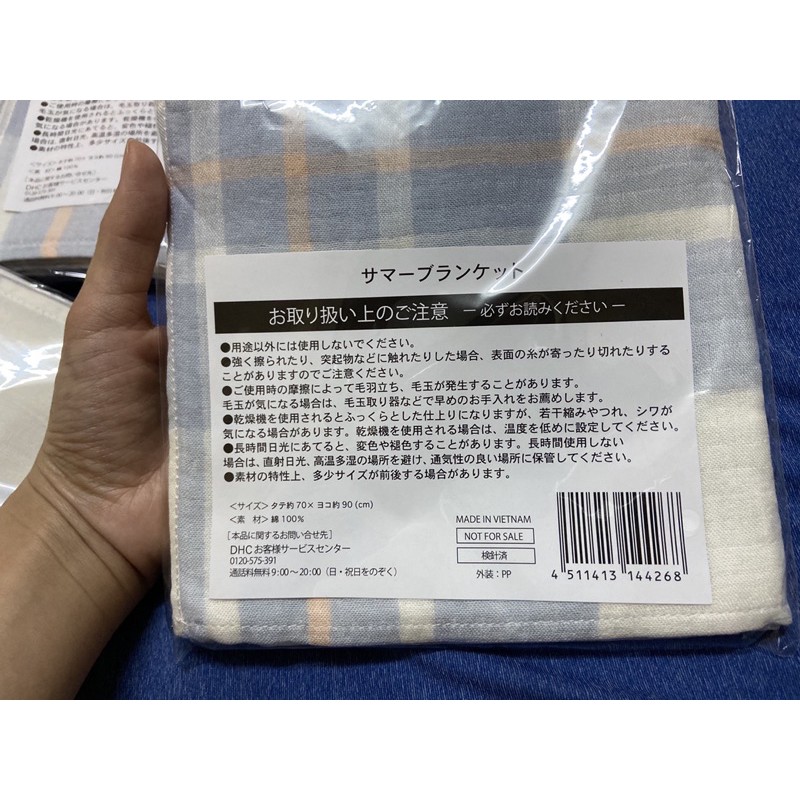 サマーブランケット
お取り扱い上のご注意 ー必ずお読みくださいー
●用途以外には使用しないでください。
●強く擦られたり、突起物などに触れたりした場合、表面の糸が寄ったり切れたりする
ことがありますのでご注意ください。
●ご使用時の摩擦によって毛羽立ち、毛玉が発生することがあります。
毛玉が気になる場合は、毛玉取り器などで早めのお手入れをお薦めします。
●乾燥機を使用されるとふっくらとした仕上りになりますが、若干縮みやつれ、シワが
気になる場合があります。乾燥機を使用される場合は、温度を低めに設定してください。
●長時間日光にあてると、変色や褪色することがあります。長時間使用しない
場合は、直射日光、高温多湿の場所を避け、通気性の良い場所に保管してください。
●素材の特性上、多少サイズが前後する場合があります。
＜サイズ＞タテ約70×ヨコ約90(cm)
＜素 材＞綿100%
[本品に関するお問い合せ先]
DHCお客様サービスセンター
0120-575-391
通話料無料 9:00〜20:00（日・祝日をのぞく）
MADE IN VIETNAM
NOT FOR SALE
検針済
外装：PP
4 511413 144268